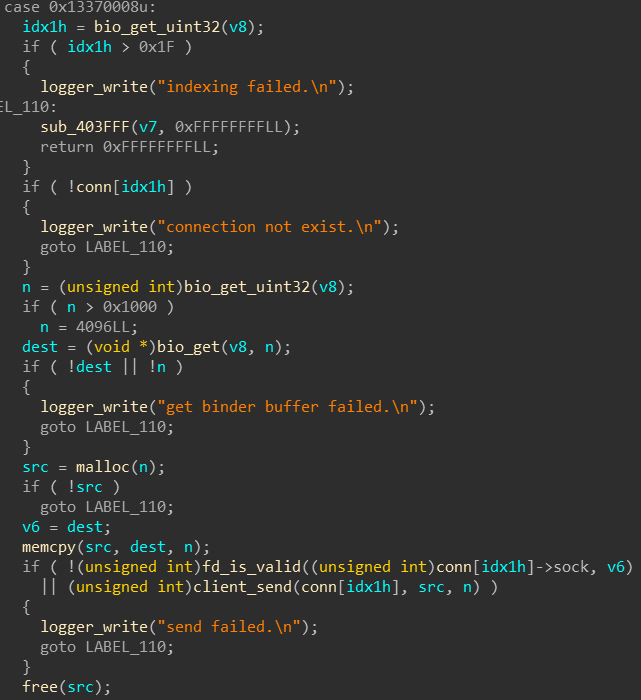 case 0x13370008u:
idx1h = bio_get_uint32(v8);
if ( idx1h > 0x1F )
{
logger_write("indexing failed.\n");
EL_110:
sub_403FFF(v7, 0xFFFFFFFFLL);
return 0xFFFFFFFFLL;
}
if ( !conn[idx1h] )
{
logger_write("connection not exist.\n");
goto LABEL_110;
}
n = (unsigned int)bio_get_uint32(v8);
if ( n > 0x1000 )
n = 4096LL;
dest = (void *)bio_get(v8, n);
if ( !dest || !n )
{
logger_write("get binder buffer failed.\n");
goto LABEL_110;
}
src = malloc(n);
if ( !src )
goto LABEL_110;
v6 = dest;
memcpy(src, dest, n);
if ( !(unsigned int)fd_is_valid((unsigned int)conn[idx1h]->sock, v6)
|| (unsigned int)client_send(conn[idx1h], src, n) )
{
logger_write("send failed.\n");
goto LABEL_110;
}
free(src);